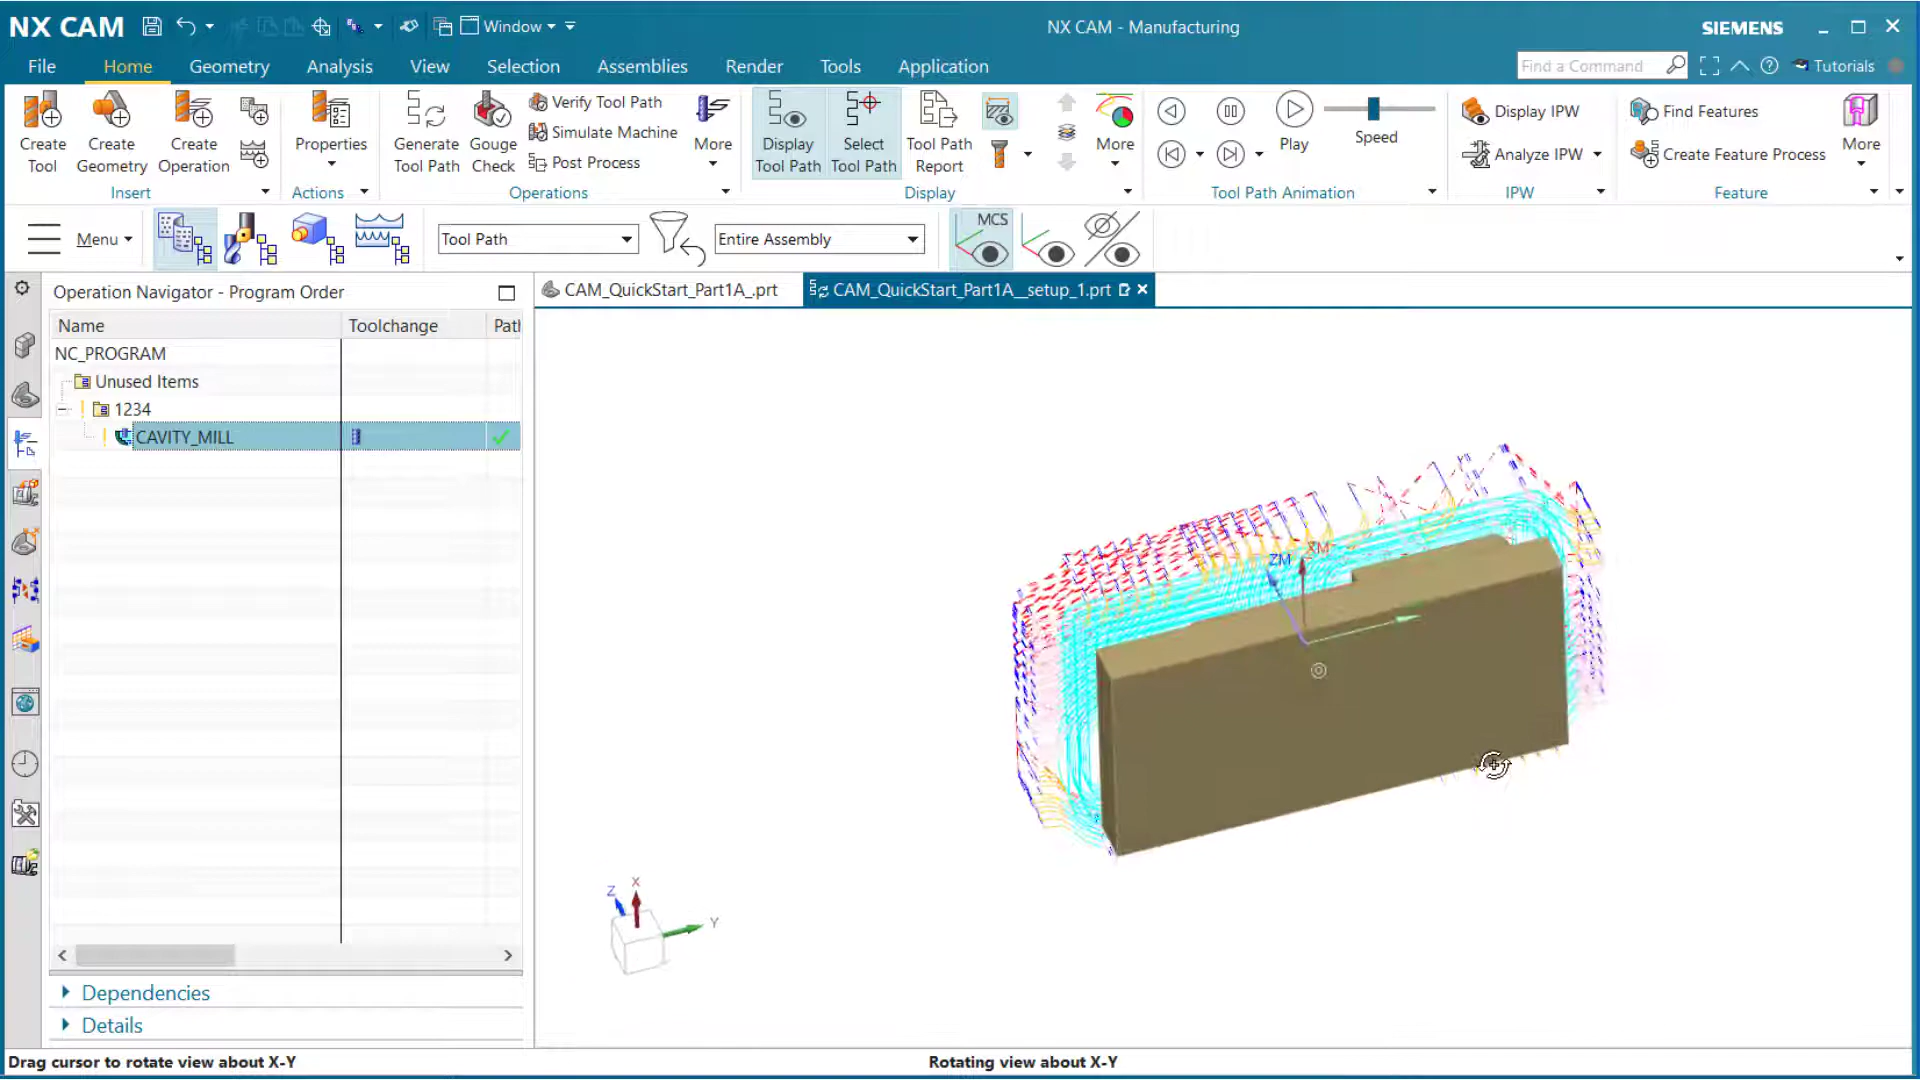 NX CAM
Window
NX CAM - Manufacturing
SIEMENS
File
Home
Geometry
Analysis
View
Selection
Assemblies
Render
Tools
Application
Find a Command
Tutorials
Create Tool
Create Geometry
Create Operation
Insert
Properties
Actions
Generate Tool Path
Gouge Check
Verify Tool Path
Simulate Machine
Post Process
More
Operations
Display Tool Path
Select Tool Path
Tool Path Report
More
Display
Play
Speed
Tool Path Animation
Display IPW
Analyze IPW
IPW
Find Features
Create Feature Process
More
Feature
Menu
Tool Path
Entire Assembly
MCS
Operation Navigator - Program Order
CAM_QuickStart_Part1A_.prt
CAM_QuickStart_Part1A__setup_1.prt
Name
Toolchange
Path
NC_PROGRAM
Unused Items
1234
CAVITY_MILL
ZM
XM
Z
X
Y
Dependencies
Details
Drag cursor to rotate view about X-Y
Rotating view about X-Y